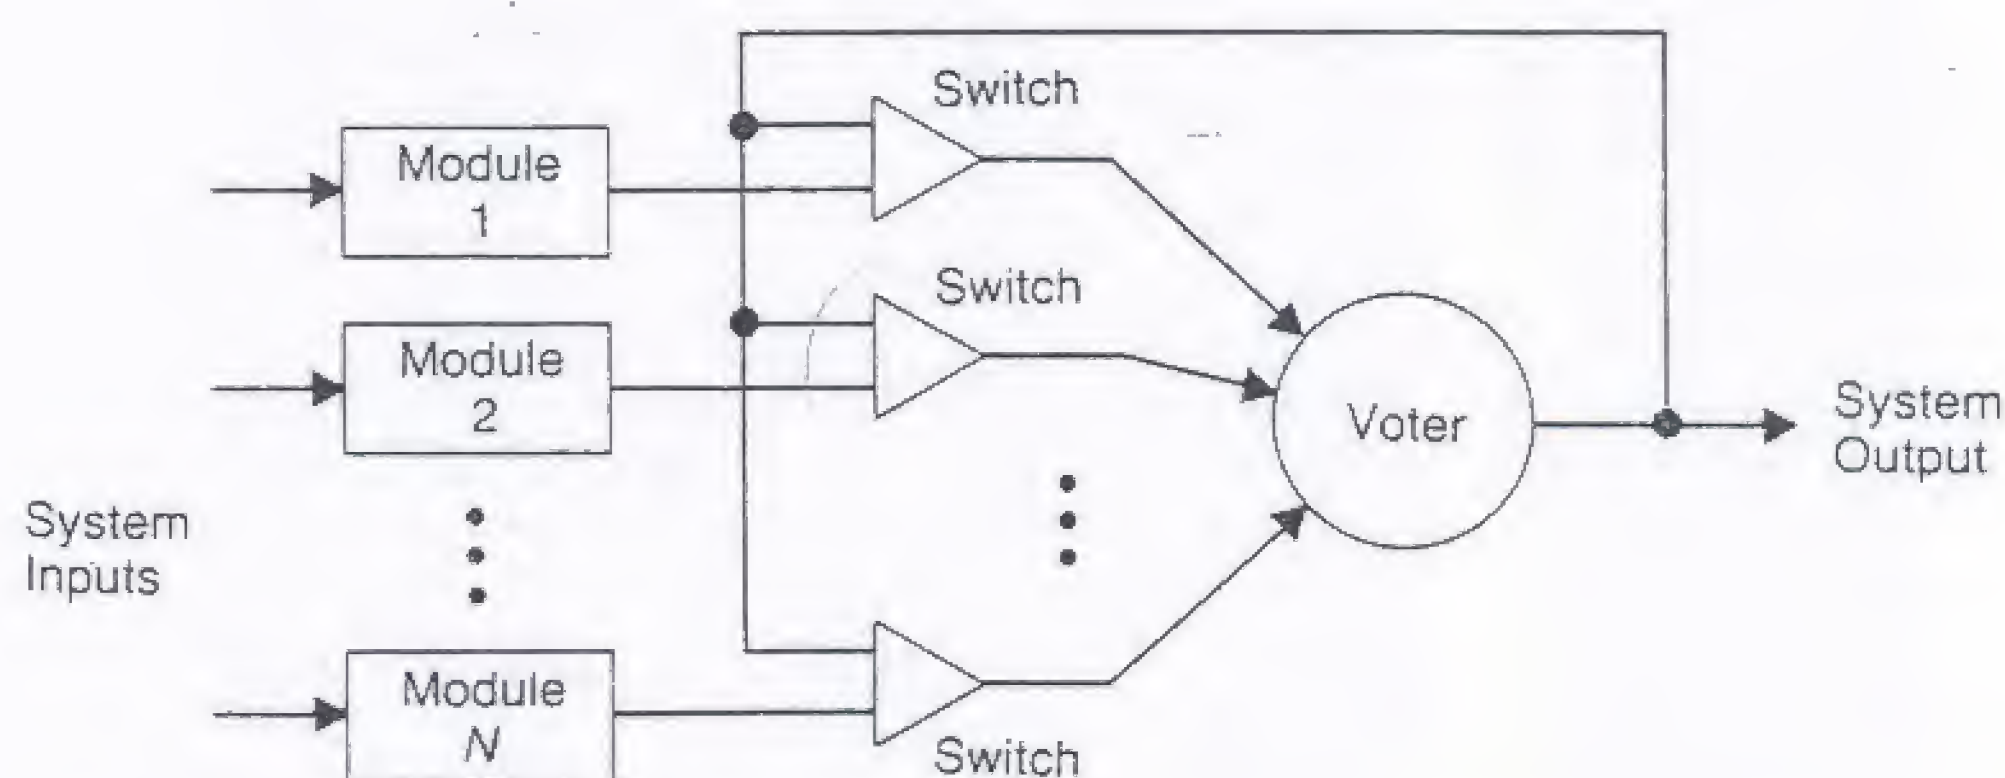 Switch
Module
1
Switch
Module
2
Voter
System
Output
System
Inputs
Module
N
Switch